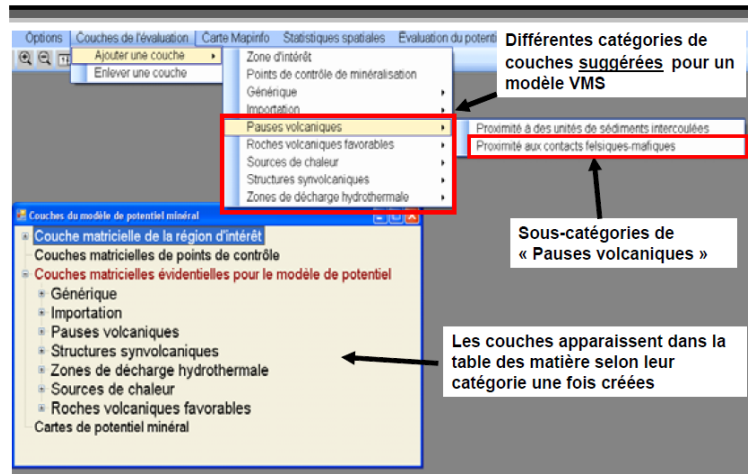 Options Couches de l'évaluation Carte Mapinfo Statistiques spatiales Évaluation du potenti
Ajouter une couche
Enlever une couche
Zone d'intérêt
Points de contrôle de minéralisation
Générique
Importation
Pauses volcaniques
Roches volcaniques favorables
Sources de chaleur
Structures synvolcaniques
Zones de décharge hydrothermale
Différentes catégories de
couches suggérées pour un
modèle VMS
Proximité à des unités de sédiments intercoulées
Proximité aux contacts felsiques-mafiques
Sous-catégories de
« Pauses volcaniques »
Couches du modèle de potentiel minéral
Couche matricielle de la région d'intérêt
Couches matricielles de points de contrôle
Couches matricielles évidentielles pour le modèle de potentiel
Générique
Importation
Pauses volcaniques
Structures synvolcaniques
Zones de décharge hydrothermale
Sources de chaleur
Roches volcaniques favorables
Cartes de potentiel minéral
Les couches apparaissent dans la
table des matière selon leur
catégorie une fois créées